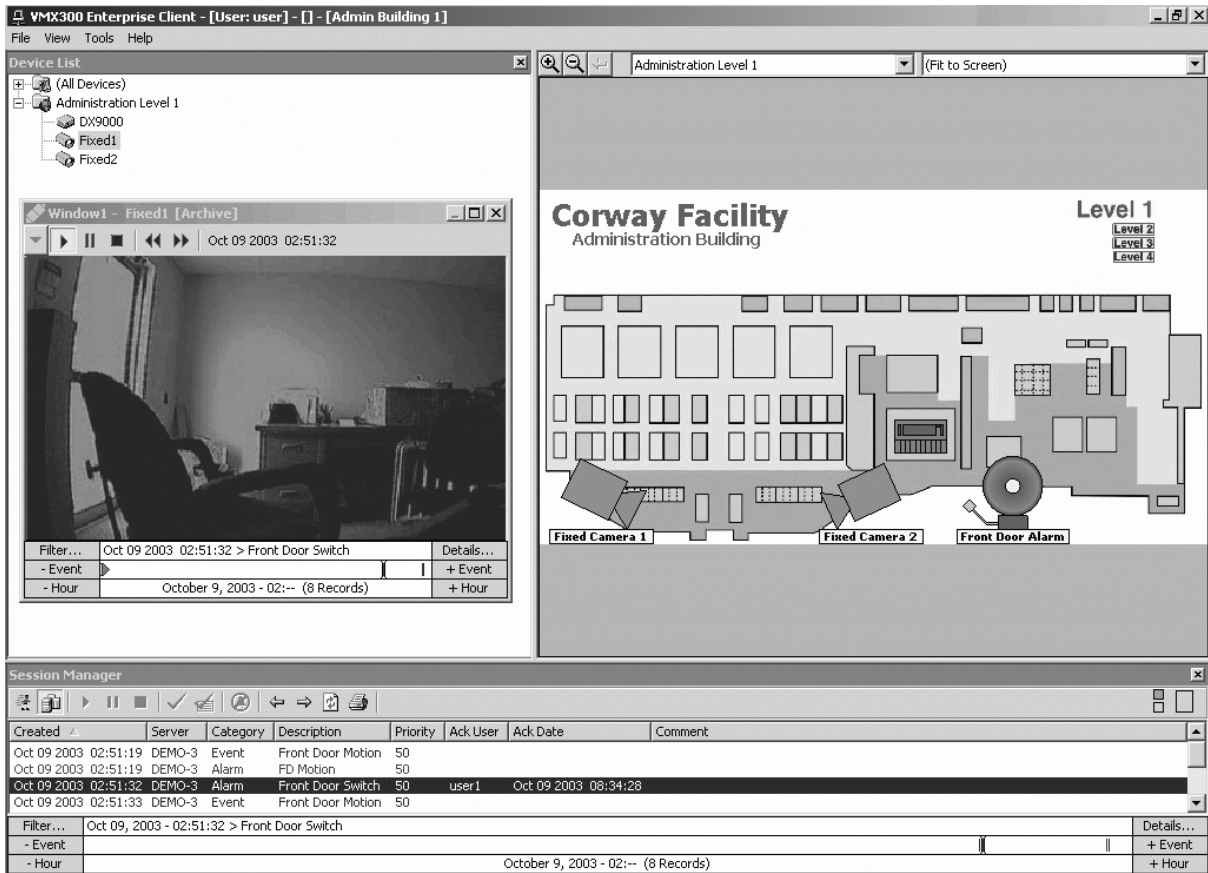 VMX300 Enterprise Client - [User: user] - [] - [Admin Building 1]
File View Tools Help
Device List
(All Devices)
Administration Level 1
DX9000
Fixed1
Fixed2
Window1 - Fixed1 [Archive]
Oct 09 2003 02:51:32
Filter... Oct 09 2003 02:51:32 > Front Door Switch Details...
- Event + Event
- Hour October 9, 2003 - 02:-- (8 Records) + Hour
Administration Level 1 (Fit to Screen)
Corway Facility Level 1
Administration Building
Level 2
Level 3
Level 4
Fixed Camera 1 Fixed Camera 2 Front Door Alarm
Session Manager
Created Server Category Description Priority Ack User Ack Date Comment
Oct 09 2003 02:51:19 DEMO-3 Event Front Door Motion 50
Oct 09 2003 02:51:19 DEMO-3 Alarm FD Motion 50
Oct 09 2003 02:51:32 DEMO-3 Alarm Front Door Switch 50 user1 Oct 09 2003 08:34:28
Oct 09 2003 02:51:33 DEMO-3 Event Front Door Motion 50
Filter... Oct 09, 2003 - 02:51:32 > Front Door Switch Details...
- Event + Event
- Hour October 9, 2003 - 02:-- (8 Records) + Hour